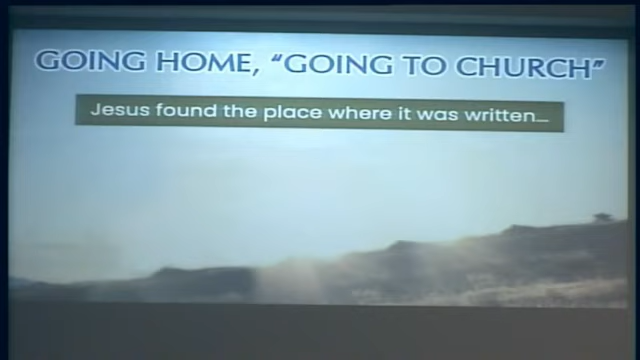 GOING HOME, “GOING TO CHURCH”
Jesus found the place where it was written...